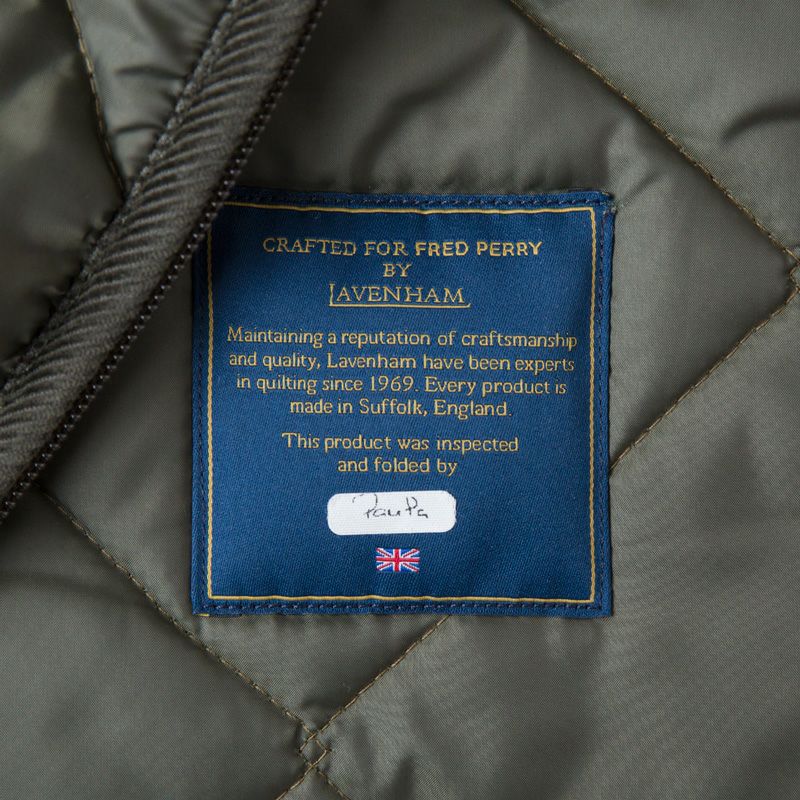 CRAFTED FOR FRED PERRY
BY
LAVENHAM
Maintaining a reputation of craftsmanship
and quality, Lavenham have been experts
in quilting since 1969. Every product is
made in Suffolk, England.
This product was inspected
and folded by